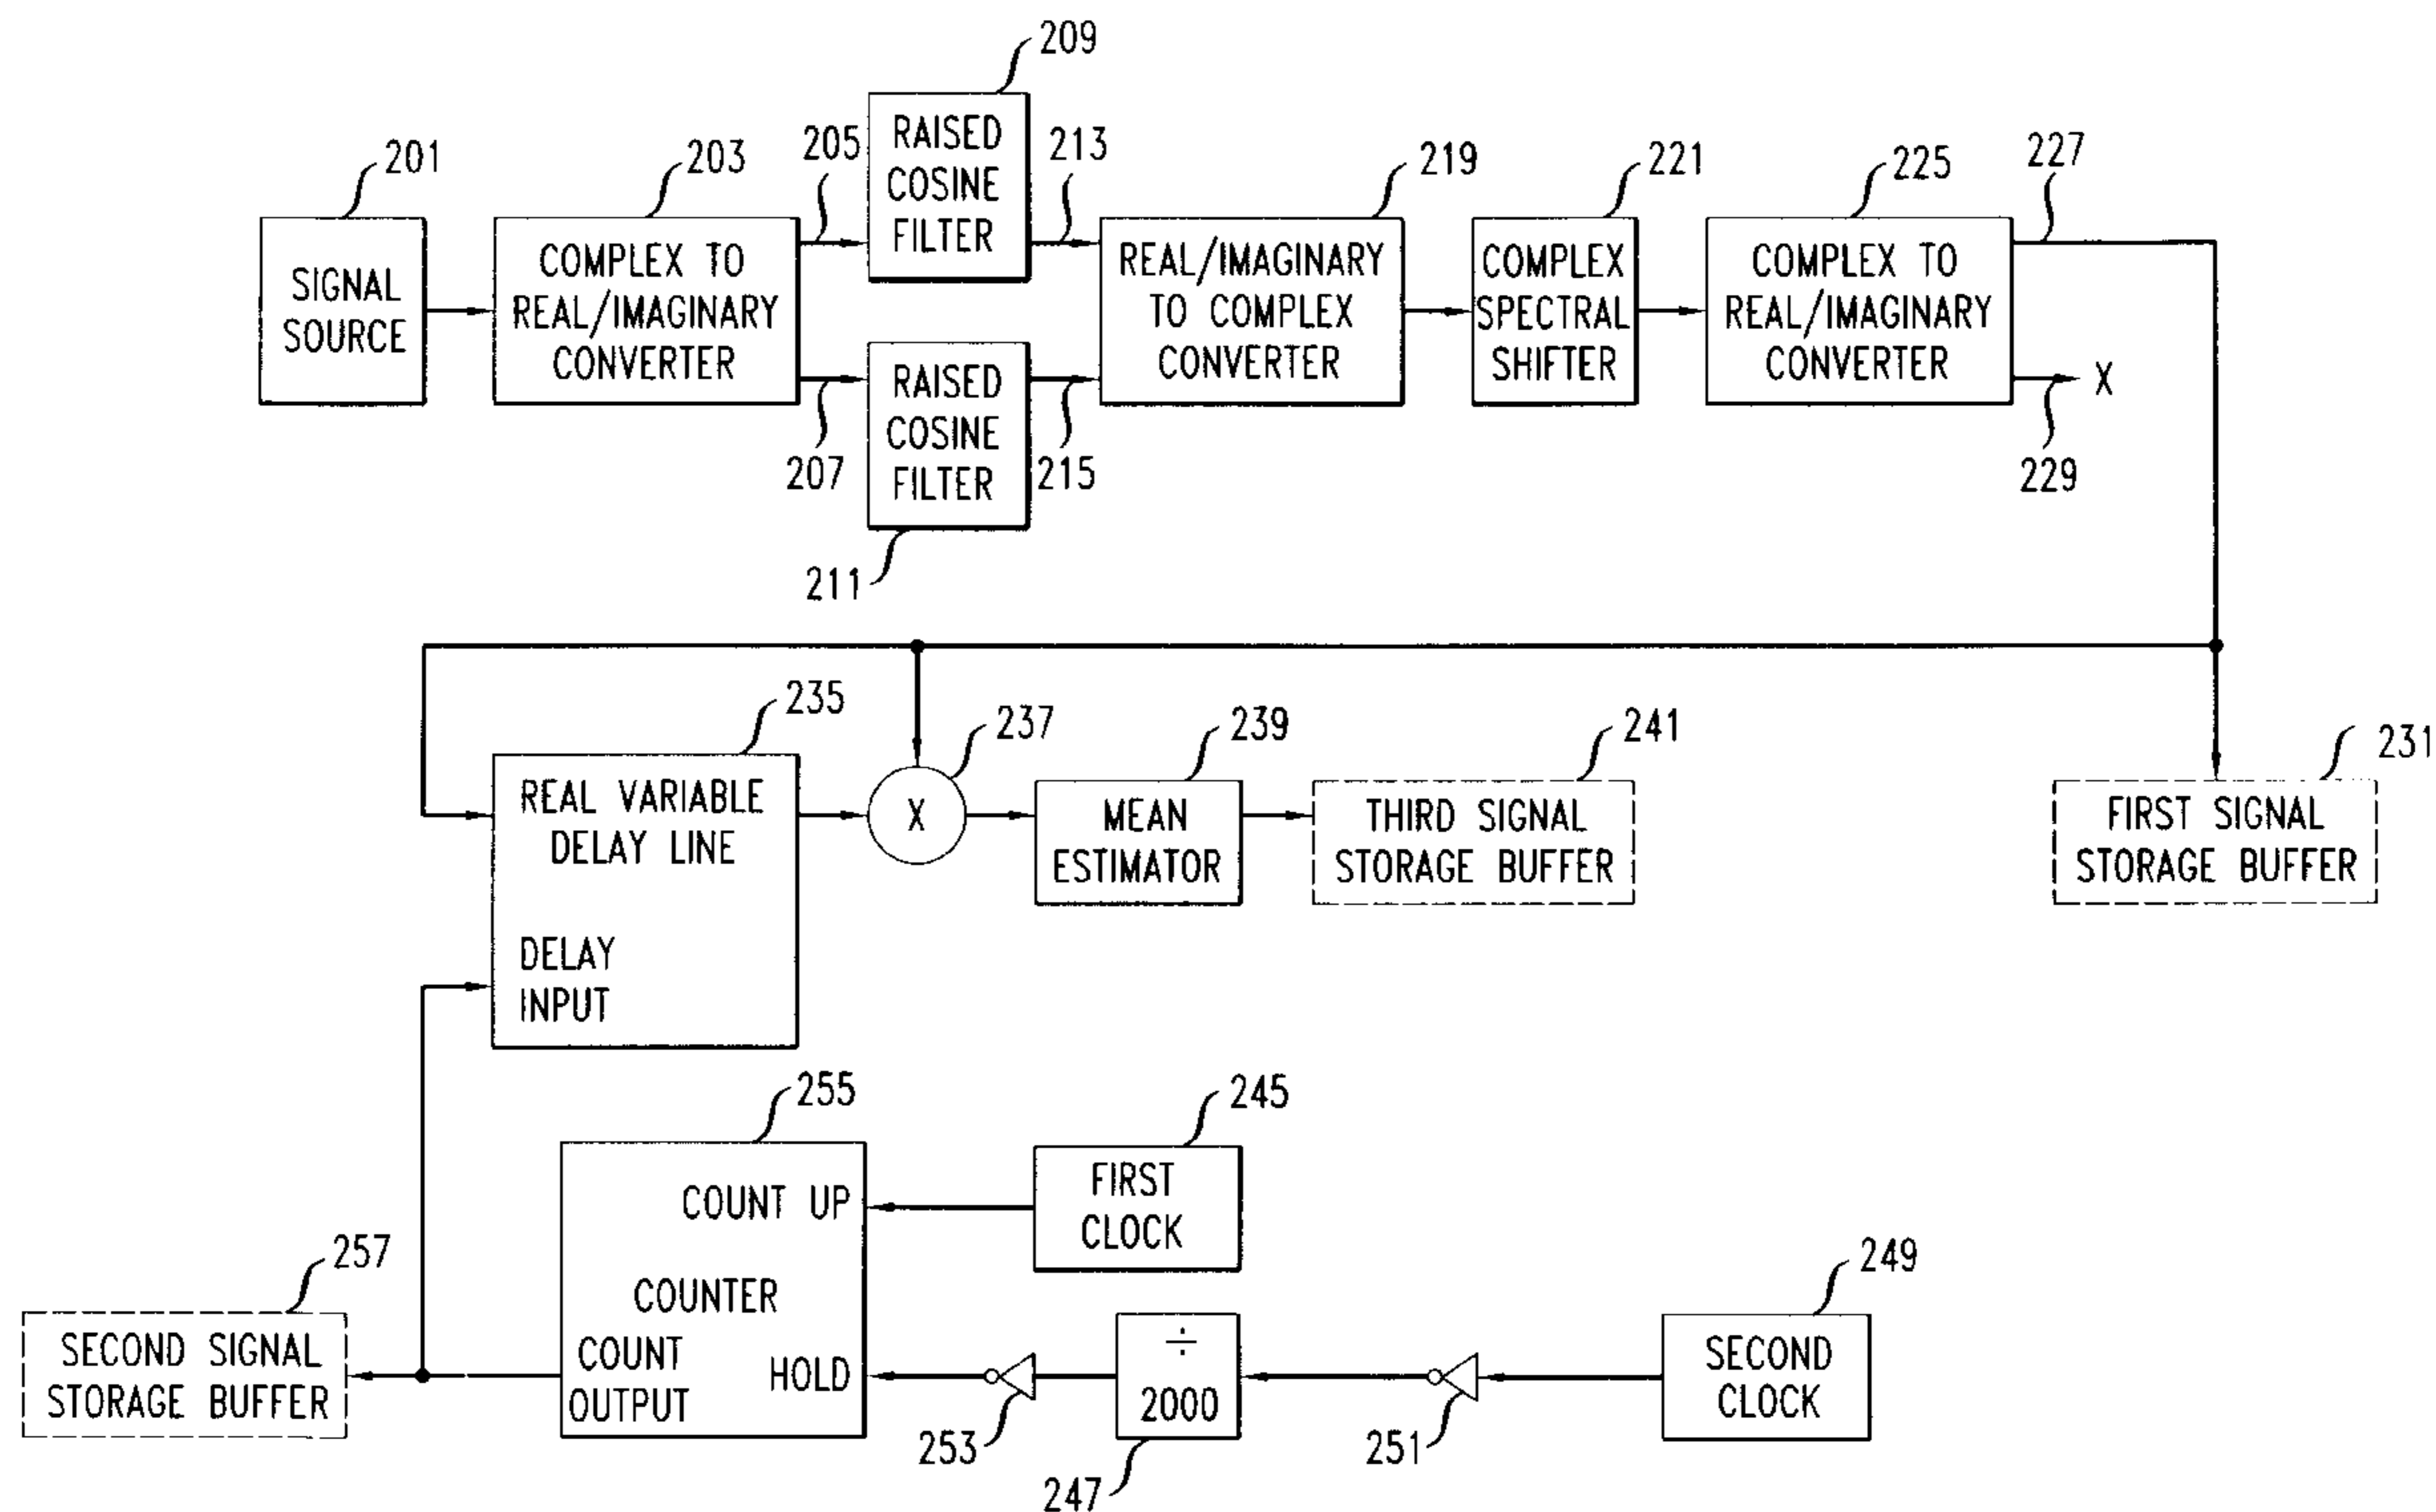 209
201
203
205
213
219
221
225
227
SIGNAL
SOURCE
COMPLEX TO
REAL/IMAGINARY
CONVERTER
RAISED
COSINE
FILTER
RAISED
COSINE
FILTER
REAL/IMAGINARY
TO COMPLEX
CONVERTER
COMPLEX
SPECTRAL
SHIFTER
COMPLEX TO
REAL/IMAGINARY
CONVERTER
X
207
215
229
211
235
237
239
241
231
REAL VARIABLE
DELAY LINE
DELAY
INPUT
X
MEAN
ESTIMATOR
THIRD SIGNAL
STORAGE BUFFER
FIRST SIGNAL
STORAGE BUFFER
255
245
COUNT UP
COUNTER
COUNT
OUTPUT
HOLD
FIRST
CLOCK
257
249
SECOND SIGNAL
STORAGE BUFFER
÷
2000
SECOND
CLOCK
253
247
251